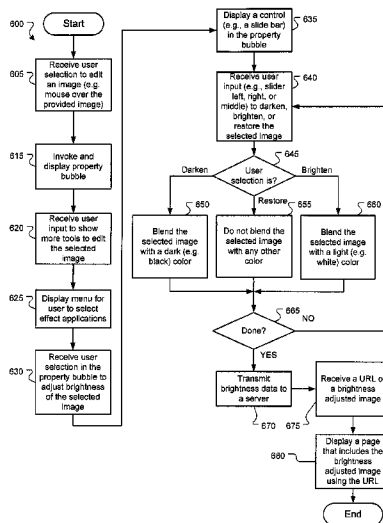 600
Start
605
Receive user
selection to edit
an image (e.g.
mouse over the
provided image)
615
Invoke and
display property
bubble
620
Receive user
input to show
more tools to edit
the selected
image
625
Display menu for
user to select
effect applications
630
Receive user
selection in the
property bubble to
adjust brightness
of the selected
image
635
Display a control
(e.g., a slide bar) in
the property
bubble
640
Receive user
input (e.g., slider
left, right, or
middle) to darken,
brighten, or
restore the
selected image
645
User
selection is?
Darken
Restore
Brighten
650
Blend the
selected image
with a dark (e.g.
black) color
655
Do not blend the
selected image
with any other
color
660
Blend the
selected image
with a light (e.g.
white) color
665
Done?
NO
YES
Transmit
brightness data to
a server
670
675
Receive a URL of
a brightness
adjusted image
680
Display a page
that includes the
brightness
adjusted image
using the URL
End